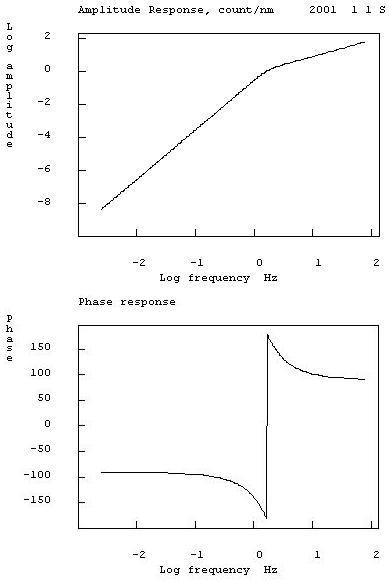 Amplitude Response, count/nm 2001 1 1 S
Log amplitude
2
0
-2
-4
-6
-8
-2 -1 0 1 2
Log frequency Hz
Phase response
Phase
150
100
50
0
-50
-100
-150
-2 -1 0 1 2
Log frequency Hz